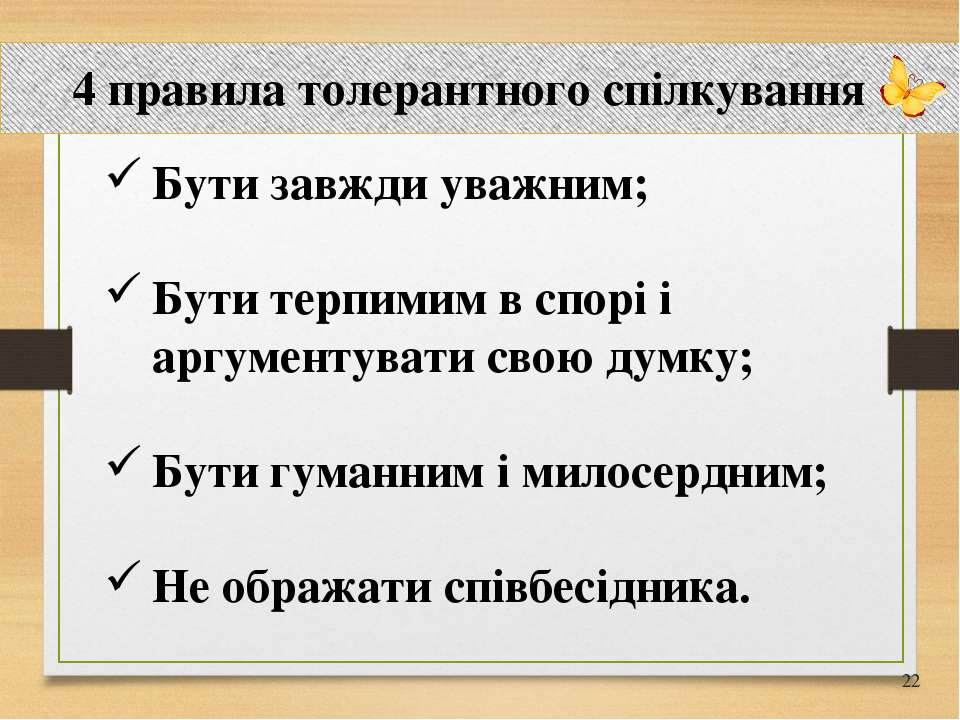 4 правила толерантного спілкування
✓ Бути завжди уважним;
✓ Бути терпимим в спорі і
аргументувати свою думку;
✓ Бути гуманним і милосердним;
✓ Не ображати співбесідника.
22